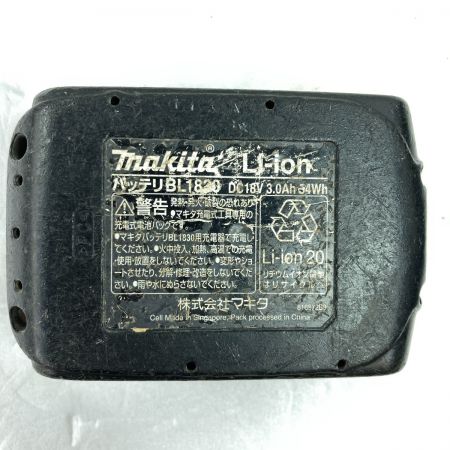 makita® Li-ion
バッテリBL1830 DC18V 3.0Ah 54Wh
⚠警告 発熱・発火・破裂の恐れあり
●マキタ充電式工具専用の
充電式電池パックです。
●マキタバッテリBL1830用充電器で充電し
てください。●火中投入、加熱、高温での充電
・使用・放置をしないでください。●変形やショ
ートさせたり、分解・修理・改造をしないでくだ
さい。●雨や水にぬらさないでください。
Li-ion 20
リチウムイオン電池
はリサイクルへ
株式会社マキタ
Cell Made in Singapore, Pack processed in China